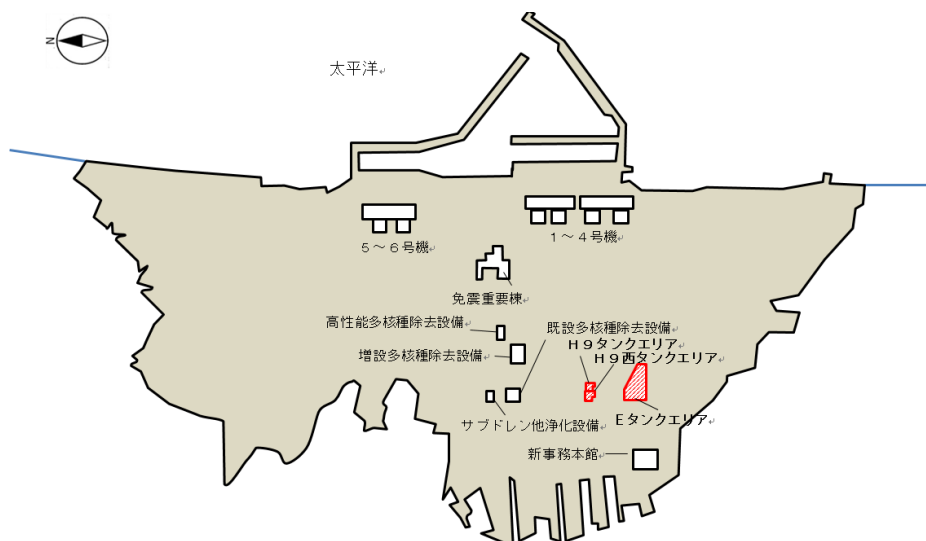 N
太平洋
5～6号機
1～4号機
免震重要棟
高性能多核種除去設備
既設多核種除去設備
H9タンクエリア
増設多核種除去設備
H9西タンクエリア
サブドレン他浄化設備
Eタンクエリア
新事務本館